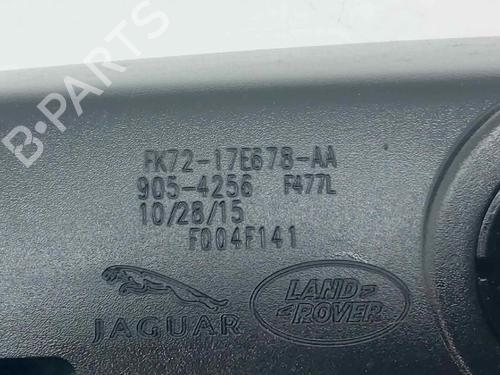 B-PARTS
FK72-17E678-AA
905-4256 F477L
10/28/15
F004F141
JAGUAR
LAND
ROVER